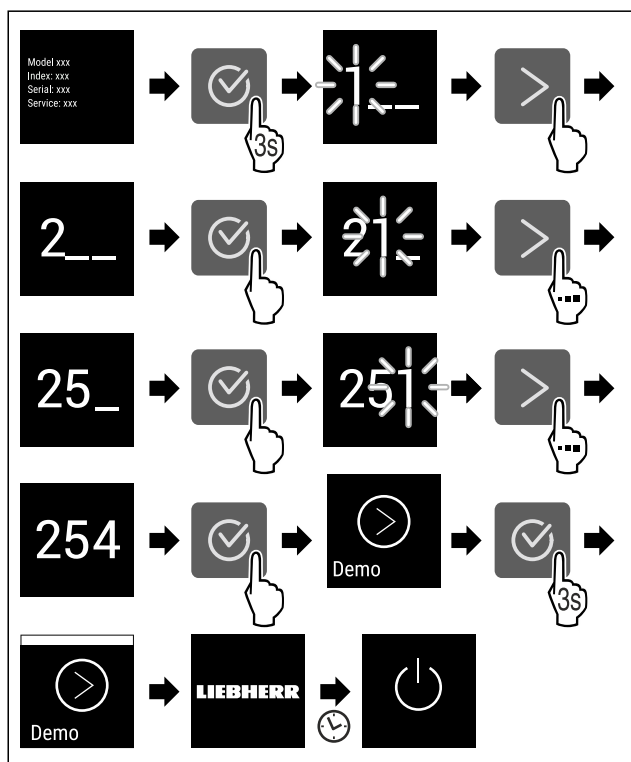 Model xxx
Index: xxx
Serial: xxx
Service: xxx
3s
1_ _
2_ _
21_
25_
251
254
Demo
3s
Demo
LIEBHERR